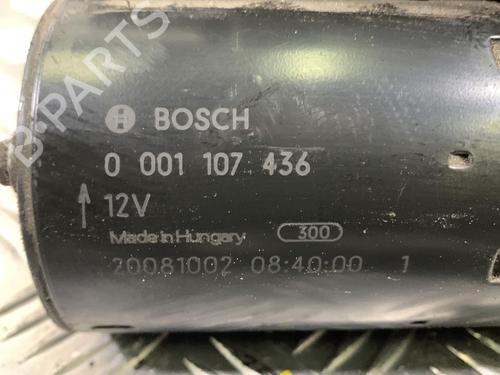 BOSCH
0 001 107 436
12V
Made in Hungary 300
20081002 08:40:00 1
B-PARTS